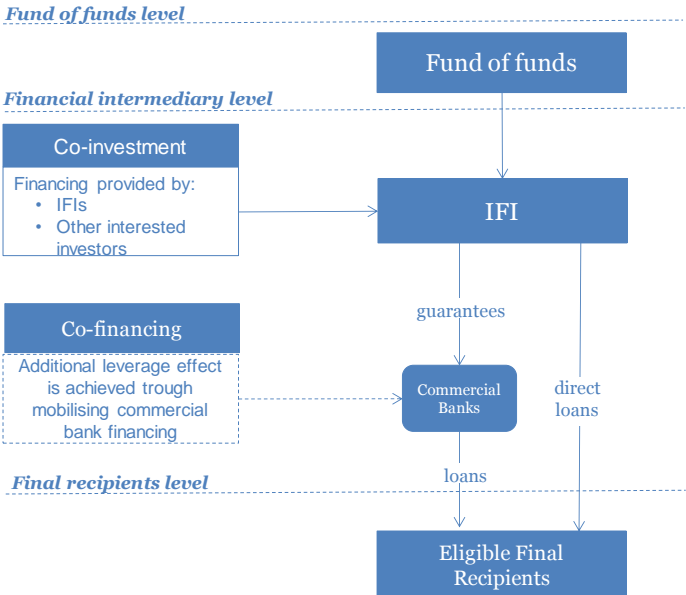 Fund of funds level
Fund of funds
Financial intermediary level
Co-investment
Financing provided by:
• IFIs
• Other interested
investors
IFI
guarantees
Co-financing
Additional leverage effect
is achieved trough
mobilising commercial
bank financing
Commercial
Banks
direct
loans
loans
Final recipients level
Eligible Final
Recipients